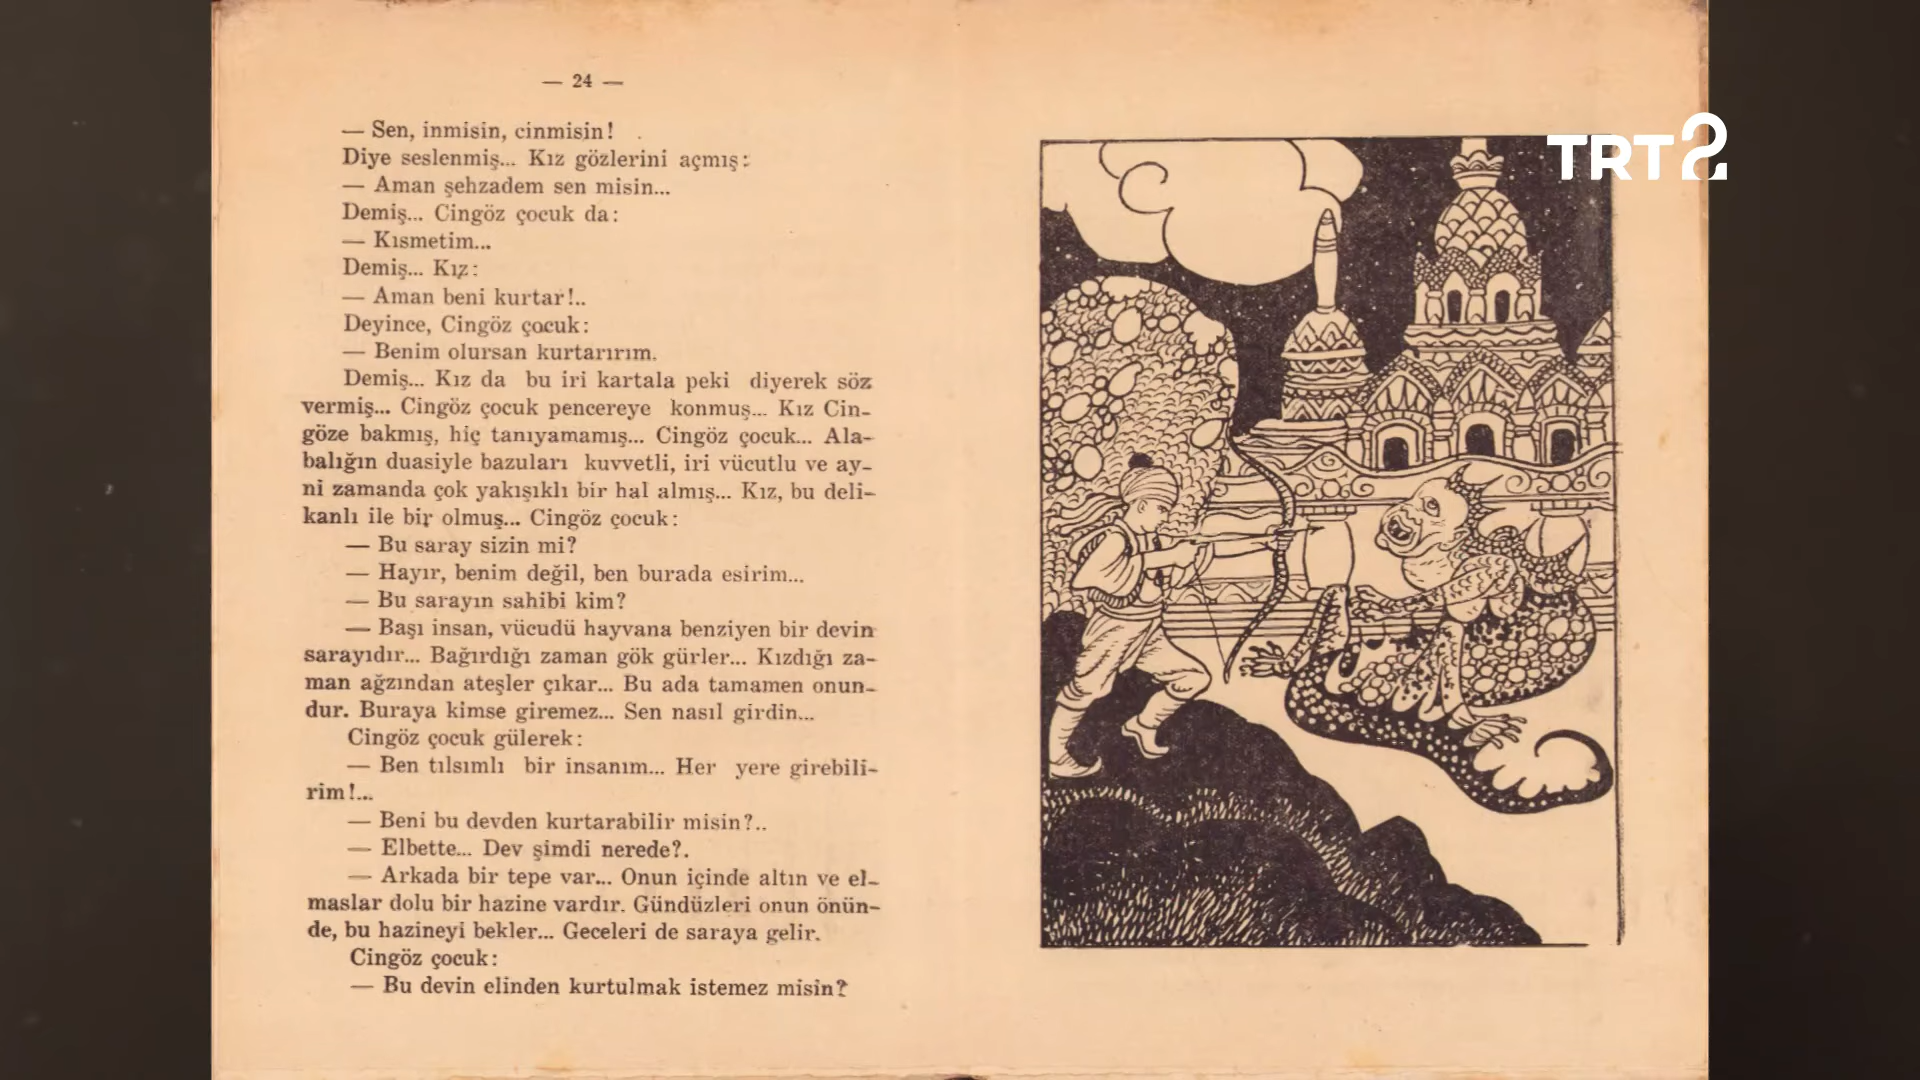 — 24 —
— Sen, inmisin, cinmisin!
Diye seslenmiş... Kız gözlerini açmış:
— Aman şehzadem sen misin...
Demiş... Cingöz çocuk da:
— Kısmetim...
Demiş... Kız:
— Aman beni kurtar!..
Deyince, Cingöz çocuk:
— Benim olursan kurtarırım.
Demiş... Kız da bu iri kartala peki diyerek söz
vermiş... Cingöz çocuk pencereye konmuş... Kız Cin-
göze bakmış, hiç tanıyamamış... Cingöz çocuk... Ala-
balığın duasiyle bazuları kuvvetli, iri vücutlu ve ay-
ni zamanda çok yakışıklı bir hal almış... Kız, bu deli-
kanlı ile bir olmuş... Cingöz çocuk:
— Bu saray sizin mi?
— Hayır, benim değil, ben burada esirim...
— Bu sarayın sahibi kim?
— Başı insan, vücudü hayvana benziyen bir devin
sarayıdır... Bağırdığı zaman gök gürler... Kızdığı za-
man ağzından ateşler çıkar... Bu ada tamamen onun-
dur. Buraya kimse giremez... Sen nasıl girdin...
Cingöz çocuk gülerek:
— Ben tılsımlı bir insanım... Her yere girebili-
rim!...
— Beni bu devden kurtarabilir misin?..
— Elbette... Dev şimdi nerede?.
— Arkada bir tepe var... Onun içinde altın ve el-
maslar dolu bir hazine vardır. Gündüzleri onun önün-
de, bu hazineyi bekler... Geceleri de saraya gelir.
Cingöz çocuk:
— Bu devin elinden kurtulmak istemez misin?
TRT2